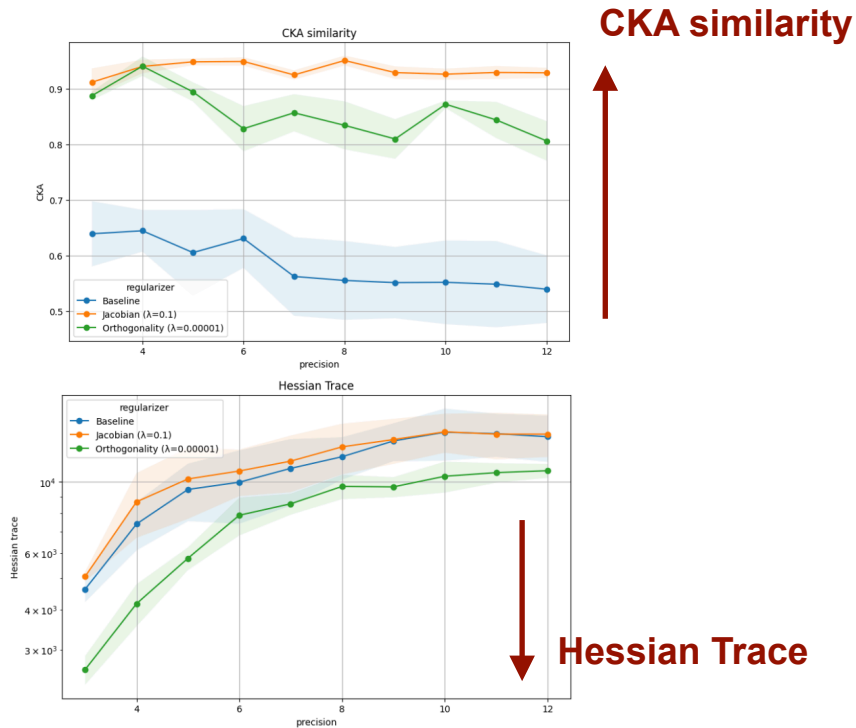 CKA similarity
CKA similarity
0.9
0.8
0.7
0.6
0.5
CKA
regularizer
Baseline
Jacobian (λ=0.1)
Orthogonality (λ=0.00001)
4 6 8 10 12
precision
Hessian Trace
regularizer
Baseline
Jacobian (λ=0.1)
Orthogonality (λ=0.00001)
10⁴
6 × 10³
4 × 10³
3 × 10³
Hessian trace
Hessian Trace
4 6 8 10 12
precision